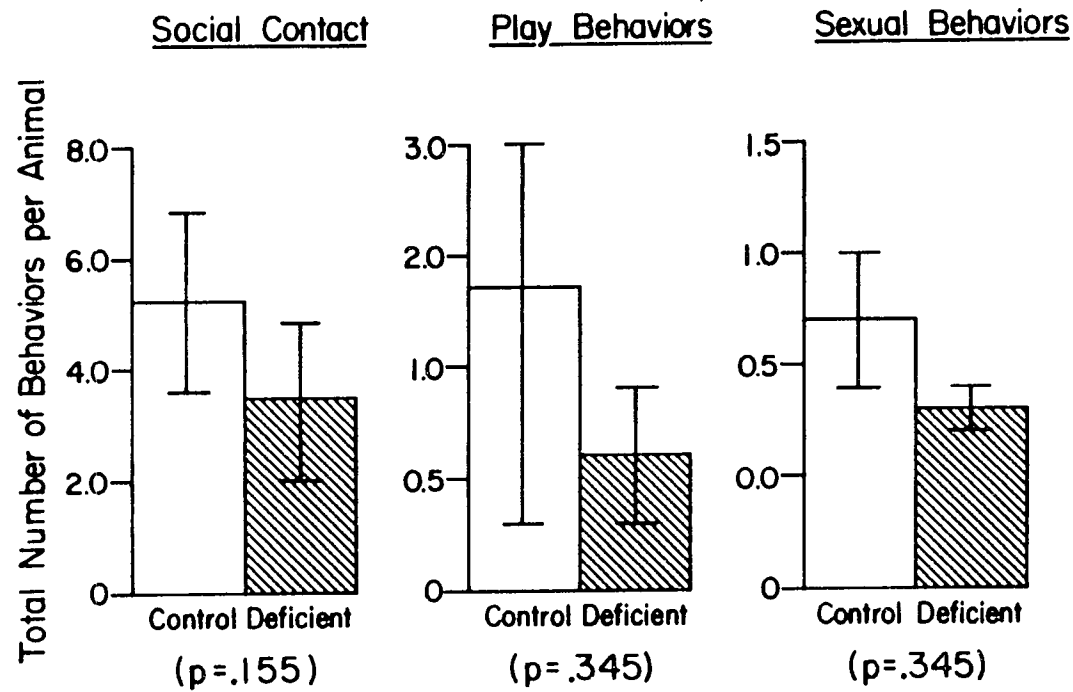 Social Contact
Play Behaviors
Sexual Behaviors
Total Number of Behaviors per Animal
8.0
6.0
4.0
2.0
0
3.0
2.0
1.0
0.5
0
1.5
1.0
0.5
0.0
0
Control Deficient
Control Deficient
Control Deficient
(p=.155)
(p=.345)
(p=.345)